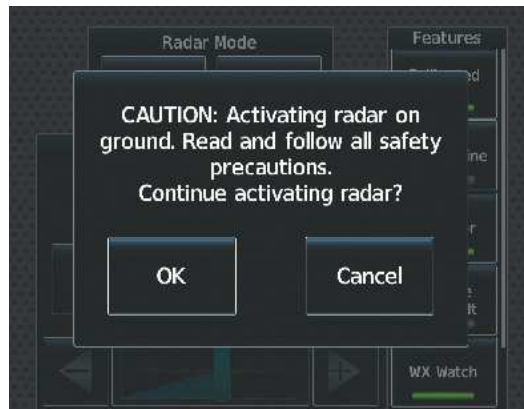 Radar Mode
Features
CAUTION: Activating radar on
ground. Read and follow all safety
precautions.
Continue activating radar?
OK
Cancel
WX Watch